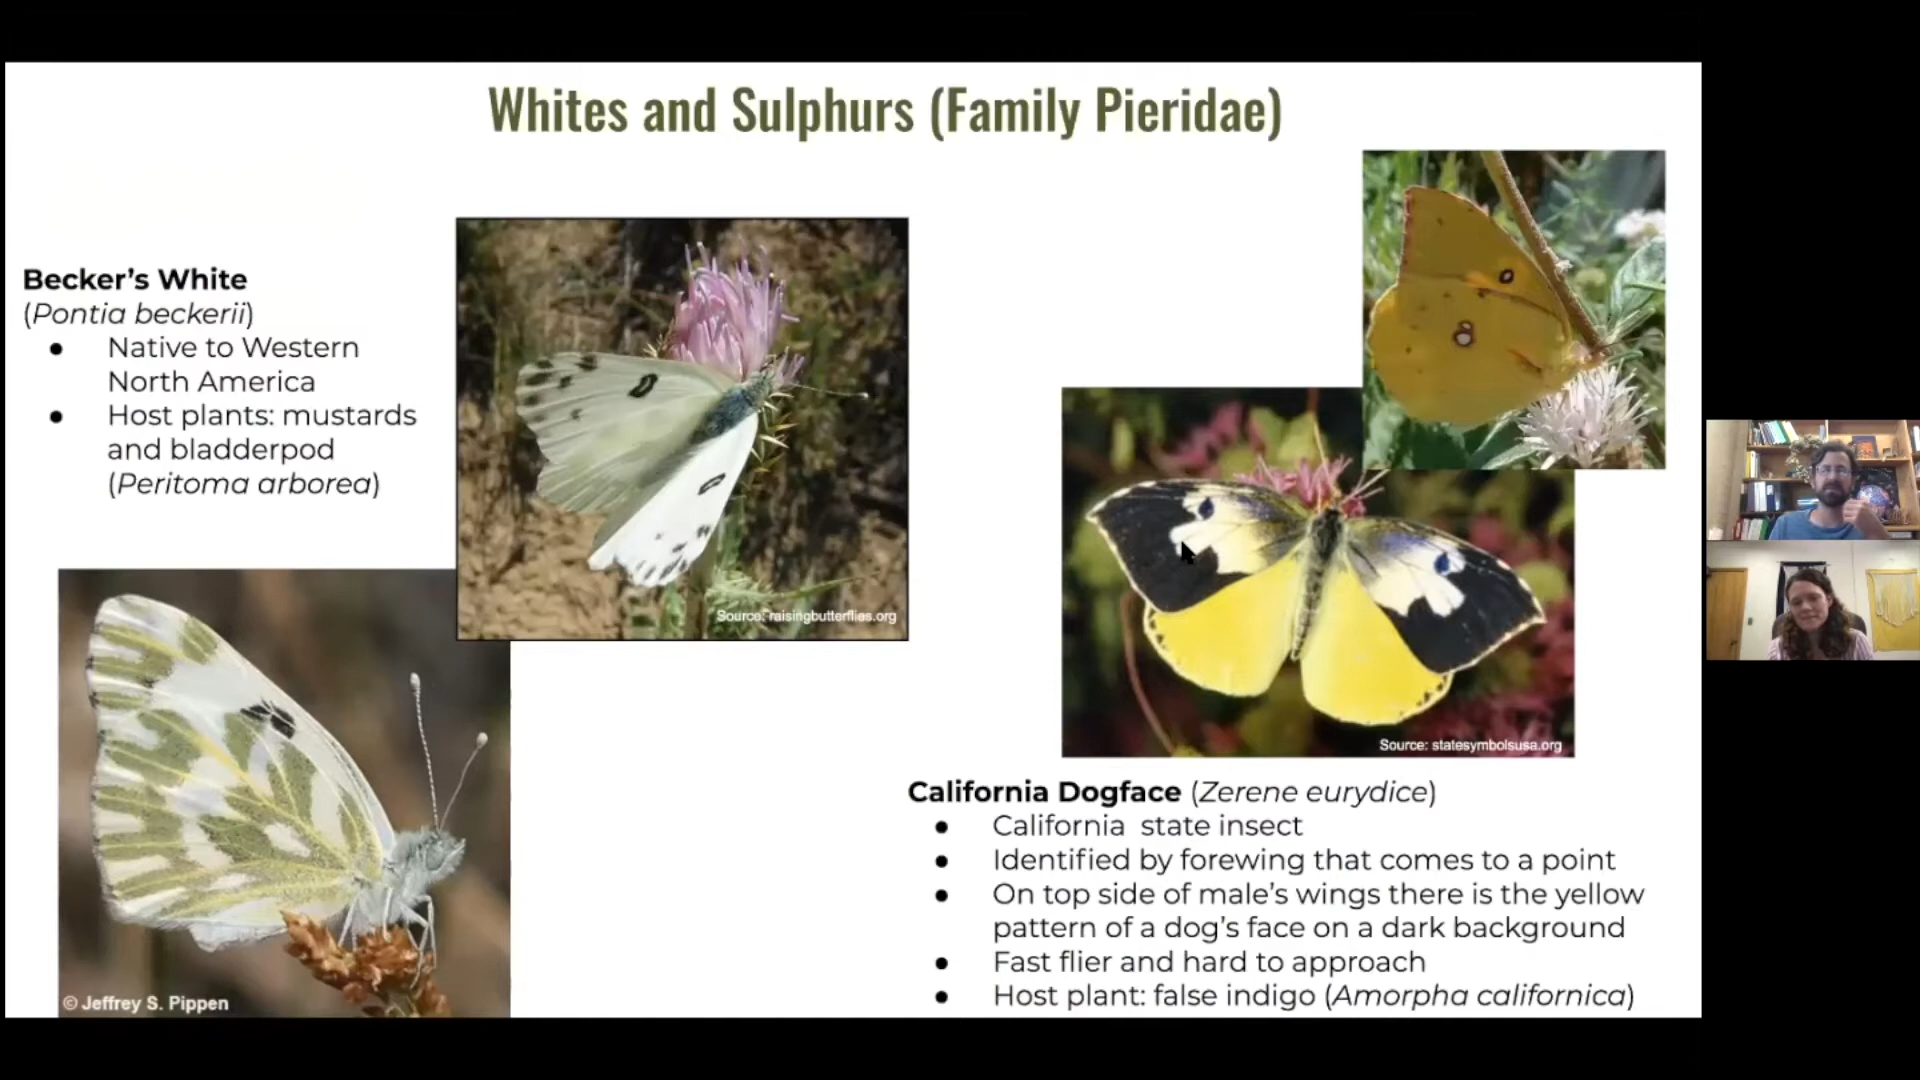 Whites and Sulphurs (Family Pieridae)
Becker’s White
(Pontia beckerii)
● Native to Western
North America
● Host plants: mustards
and bladderpod
(Peritoma arborea)
Source: raisingbutterflies.org
© Jeffrey S. Pippen
Source: statesymbolsusa.org
California Dogface (Zerene eurydice)
● California  state insect
● Identified by forewing that comes to a point
● On top side of male’s wings there is the yellow
pattern of a dog’s face on a dark background
● Fast flier and hard to approach
● Host plant: false indigo (Amorpha californica)